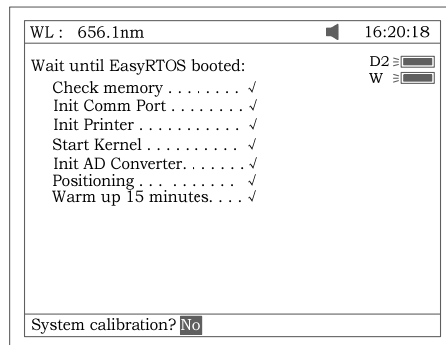 WL : 656.1nm 16:20:18
Wait until EasyRTOS booted: D2
W
Check memory . . . . . . . . √
Init Comm Port . . . . . . . . √
Init Printer . . . . . . . . . . . √
Start Kernel . . . . . . . . . . √
Init AD Converter. . . . . . . √
Positioning . . . . . . . . . . √
Warm up 15 minutes. . . . √
System calibration? No